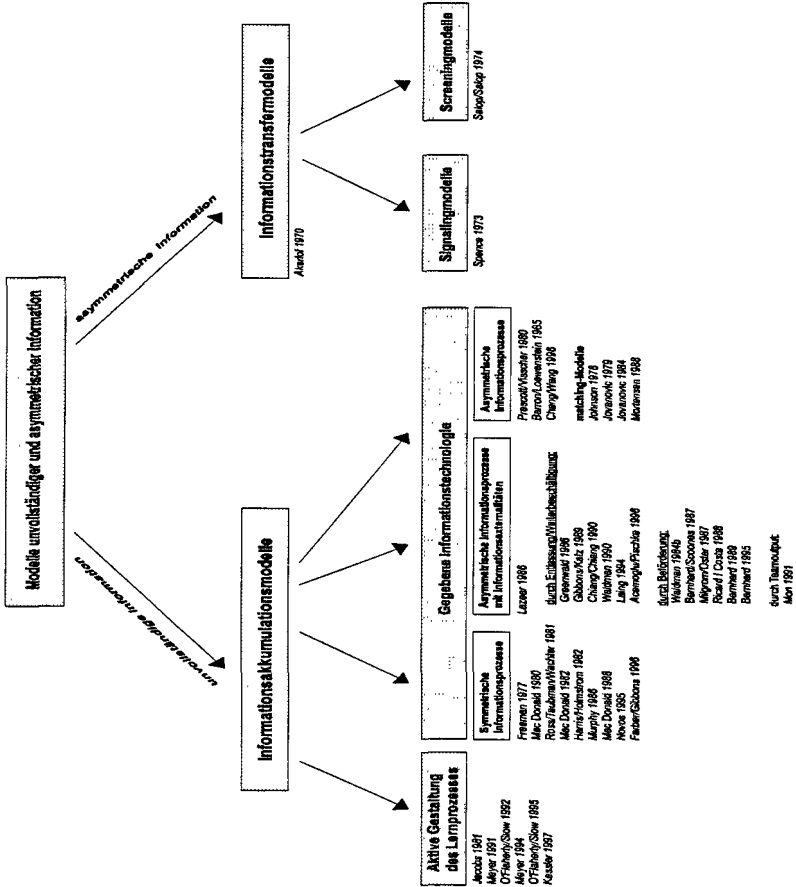 Modelle unvollständiger und asymmetrischer Information
unvollständige Information
asymmetrische Information
Informationsakkumulationsmodelle
Informationstransfermodelle
Akerlof 1970
Aktive Gestaltung
des Lernprozesses
Jacobs 1981
Meyer 1991
O'Flaherty/Siow 1992
Meyer 1994
O'Flaherty/Siow 1995
Kessler 1997
Gegebene Informationstechnologie
Symmetrische
Informationsprozesse
Freeman 1977
Mac Donald 1980
Ross/Taubman/Wachter 1981
Mac Donald 1982
Harris/Holmstrom 1982
Murphy 1986
Mac Donald 1988
Novos 1995
Farber/Gibbons 1996
Asymmetrische Informationsprozesse
mit Informationsexternalitäten
Lazear 1986
durch Entlassung/Weiterbeschäftigung:
Greenwald 1986
Gibbons/Katz 1989
Chiang/Chiang 1990
Waldman 1990
Laing 1994
Acemoglu/Pischke 1996
durch Beförderung:
Waldman 1984b
Bernhard/Scoones 1987
Milgrom/Oster 1987
Ricard I Costa 1988
Bernhard 1989
Bernhard 1995
durch Teamoutput:
Mon 1991
Asymmetrische
Informationsprozesse
Prescott/Visscher 1980
Barron/Loewenstein 1985
Chang/Wang 1996
matching-Modelle
Johnson 1978
Jovanovic 1979
Jovanovic 1984
Mortensen 1988
Signalingmodelle
Spence 1973
Screeningmodelle
Salop/Salop 1974